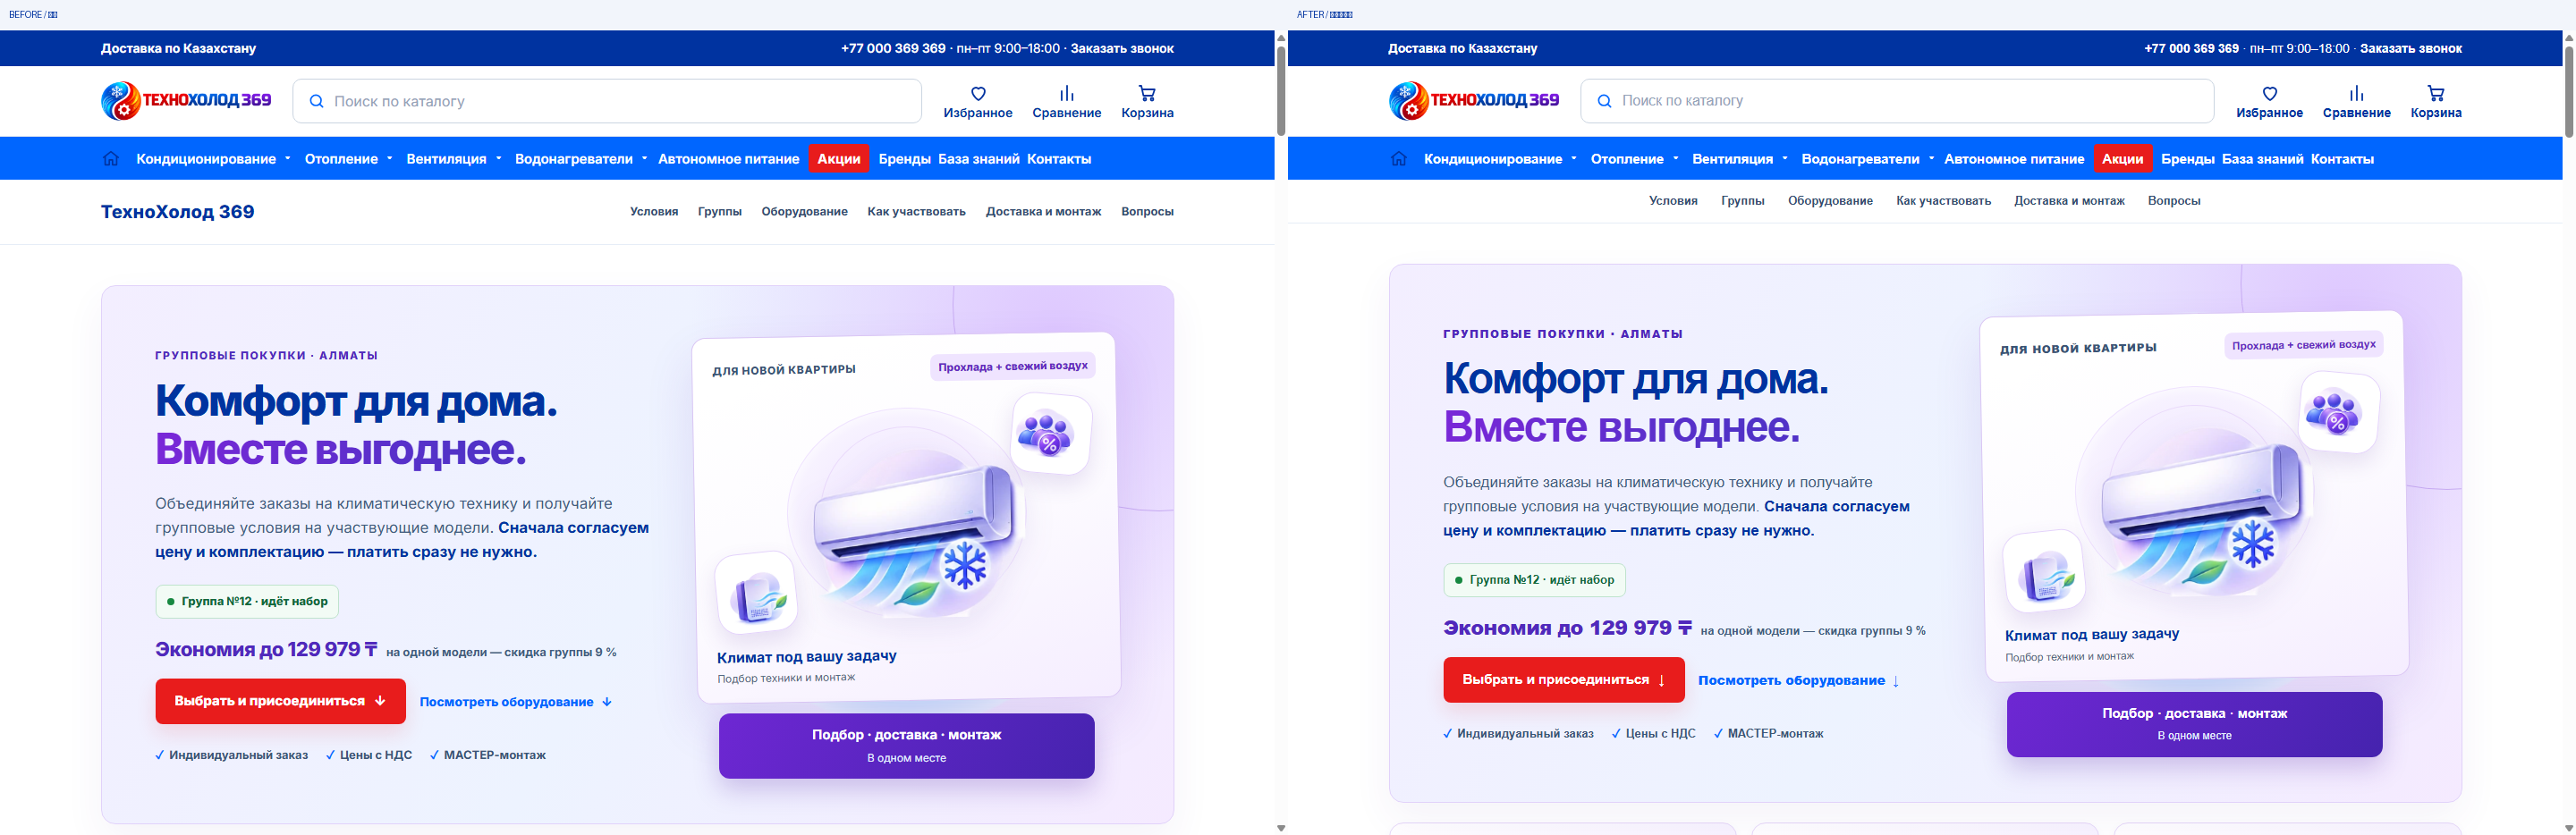 BEFORE /
Доставка по Казахстану
+77 000 369 369 · пн–пт 9:00–18:00 · Заказать звонок
ТЕХНОХОЛОД 369
Поиск по каталогу
Избранное
Сравнение
Корзина
Кондиционирование
Отопление
Вентиляция
Водонагреватели
Автономное питание
Акции
Бренды
База знаний
Контакты
ТехноХолод 369
Условия
Группы
Оборудование
Как участвовать
Доставка и монтаж
Вопросы
ГРУППОВЫЕ ПОКУПКИ · АЛМАТЫ
Комфорт для дома.
Вместе выгоднее.
Объединяйте заказы на климатическую технику и получайте
групповые условия на участвующие модели. Сначала согласуем
цену и комплектацию — платить сразу не нужно.
Группа №12 · идёт набор
Экономия до 129 979 ₸ на одной модели — скидка группы 9 %
Выбрать и присоединиться ↓
Посмотреть оборудование ↓
✓ Индивидуальный заказ
✓ Цены с НДС
✓ МАСТЕР-монтаж
ДЛЯ НОВОЙ КВАРТИРЫ
Прохлада + свежий воздух
%
Климат под вашу задачу
Подбор техники и монтаж
Подбор · доставка · монтаж
В одном месте
AFTER /
Доставка по Казахстану
+77 000 369 369 · пн–пт 9:00–18:00 · Заказать звонок
ТЕХНОХОЛОД 369
Поиск по каталогу
Избранное
Сравнение
Корзина
Кондиционирование
Отопление
Вентиляция
Водонагреватели
Автономное питание
Акции
Бренды
База знаний
Контакты
Условия
Группы
Оборудование
Как участвовать
Доставка и монтаж
Вопросы
ГРУППОВЫЕ ПОКУПКИ · АЛМАТЫ
Комфорт для дома.
Вместе выгоднее.
Объединяйте заказы на климатическую технику и получайте
групповые условия на участвующие модели. Сначала согласуем
цену и комплектацию — платить сразу не нужно.
Группа №12 · идёт набор
Экономия до 129 979 ₸ на одной модели — скидка группы 9 %
Выбрать и присоединиться ↓
Посмотреть оборудование ↓
✓ Индивидуальный заказ
✓ Цены с НДС
✓ МАСТЕР-монтаж
ДЛЯ НОВОЙ КВАРТИРЫ
Прохлада + свежий воздух
%
Климат под вашу задачу
Подбор техники и монтаж
Подбор · доставка · монтаж
В одном месте